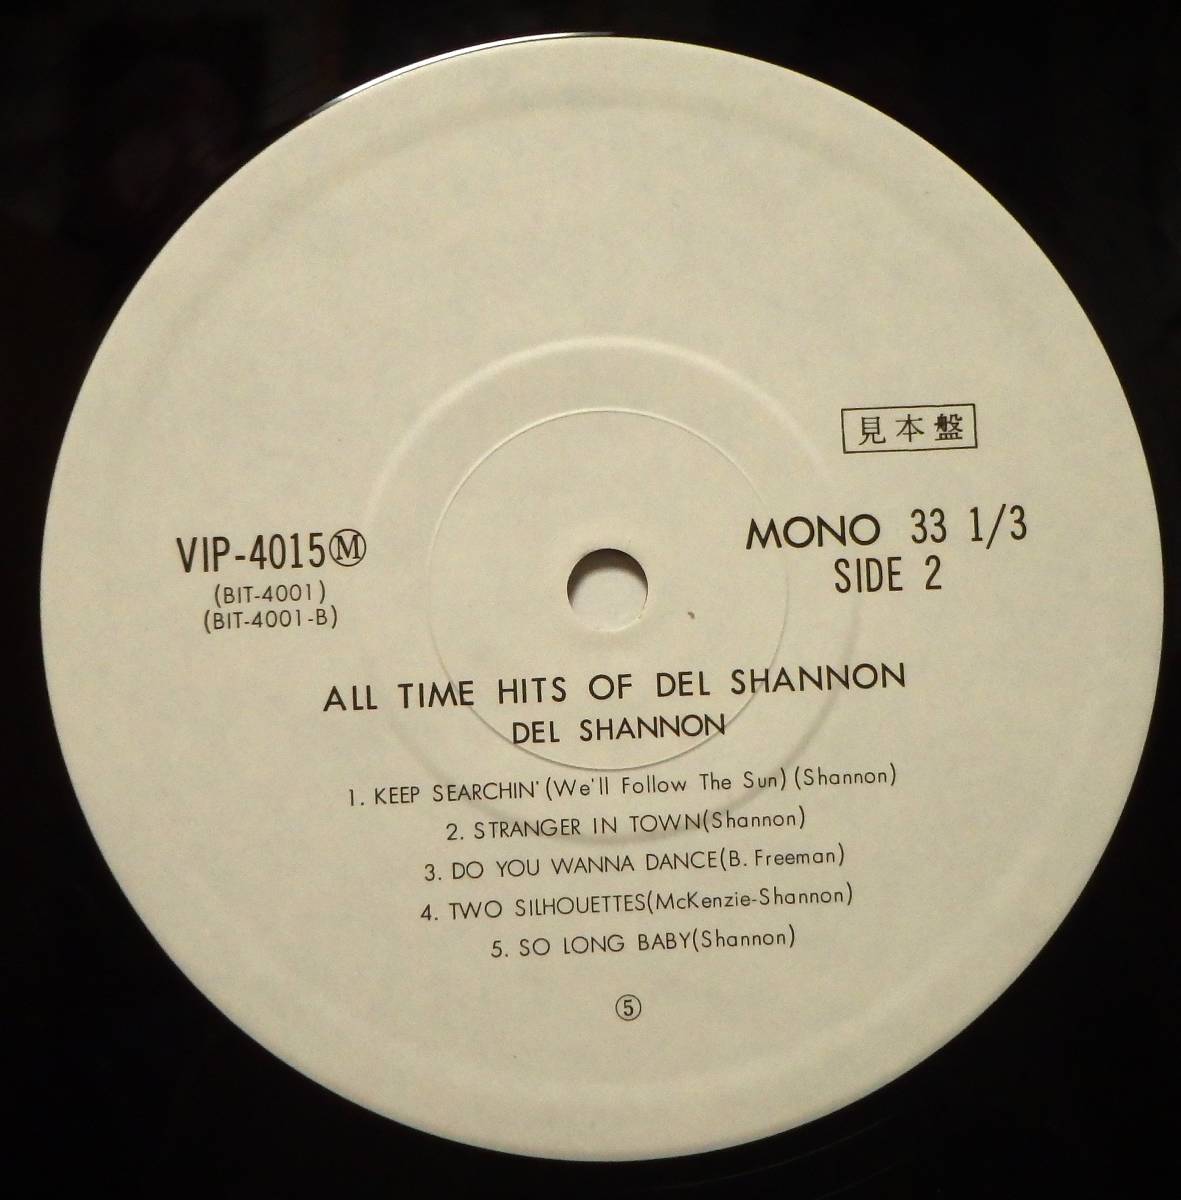 見本盤
VIP-4015Ⓜ
(BIT-4001)
(BIT-4001-B)
MONO 33 1/3
SIDE 2
ALL TIME HITS OF DEL SHANNON
DEL SHANNON
1. KEEP SEARCHIN' (We'll Follow The Sun) (Shannon)
2. STRANGER IN TOWN(Shannon)
3. DO YOU WANNA DANCE(B. Freeman)
4. TWO SILHOUETTES(McKenzie-Shannon)
5. SO LONG BABY(Shannon)
⑤